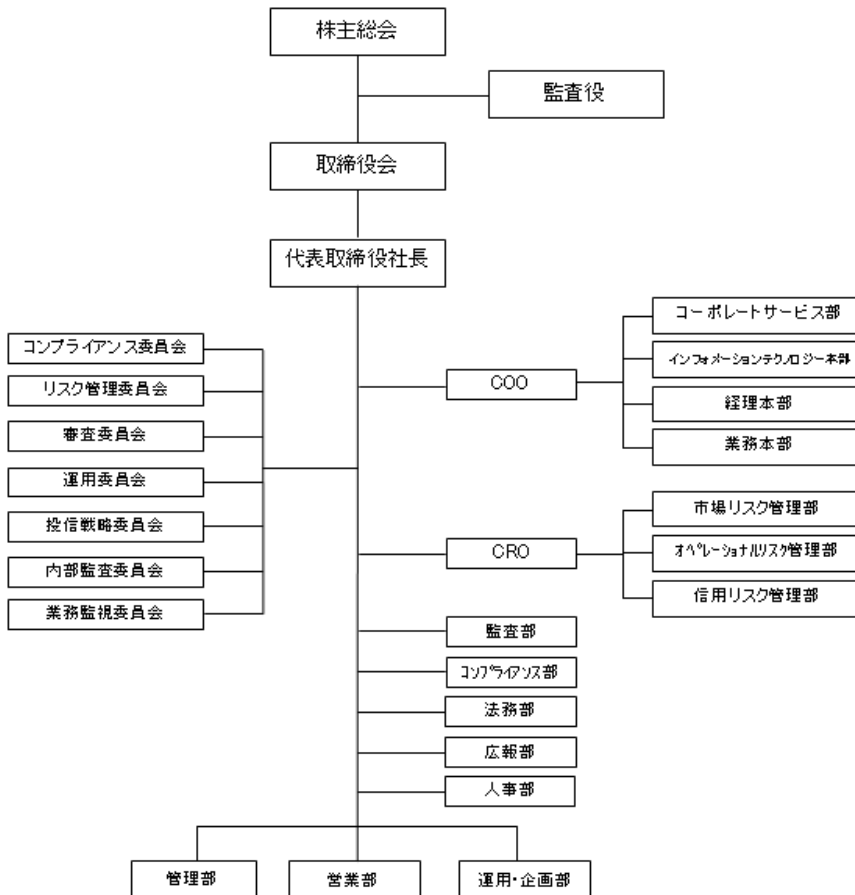 株主総会
監査役
取締役会
代表取締役社長
コンプライアンス委員会
リスク管理委員会
審査委員会
運用委員会
投信戦略委員会
内部監査委員会
業務監視委員会
COO
コーポレートサービス部
インフォメーションテクノロジー本部
経理本部
業務本部
CRO
市場リスク管理部
オペレーショナルリスク管理部
信用リスク管理部
監査部
コンプライアンス部
法務部
広報部
人事部
管理部
営業部
運用・企画部